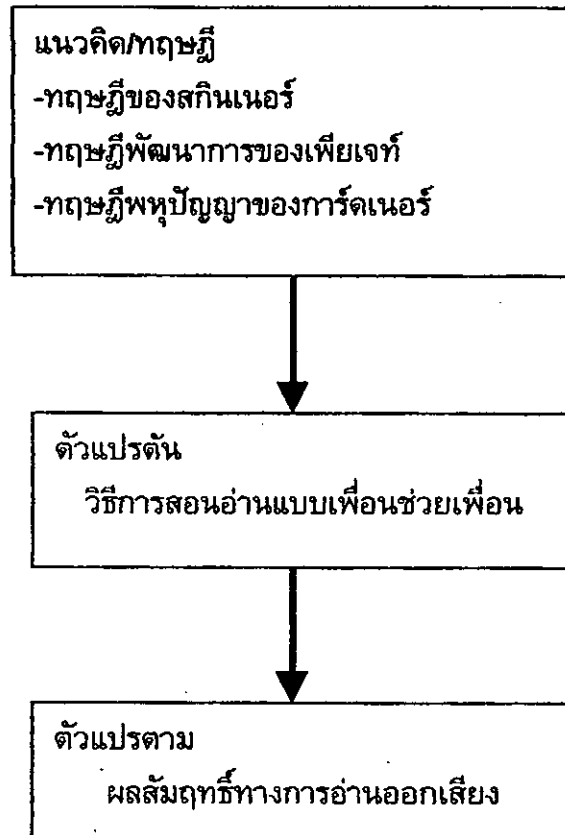 แนวคิด/ทฤษฎี
-ทฤษฎีของสกินเนอร์
-ทฤษฎีพัฒนาการของเพียเจท์
-ทฤษฎีพหุปัญญาของการ์ดเนอร์
ตัวแปรต้น
วิธีการสอนอ่านแบบเพื่อนช่วยเพื่อน
ตัวแปรตาม
ผลสัมฤทธิ์ทางการอ่านออกเสียง